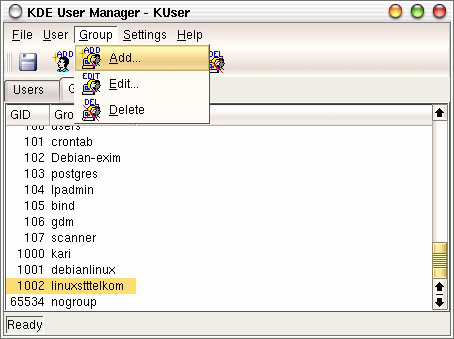 KDE User Manager - KUser
File User Group Settings Help
ADD ADD Add... DEL
EDIT Edit...
DEL Delete
Users G
GID Gro
100 users
101 crontab
102 Debian-exim
103 postgres
104 lpadmin
105 bind
106 gdm
107 scanner
1000 kari
1001 debianlinux
1002 linuxstttelkom
65534 nogroup
Ready